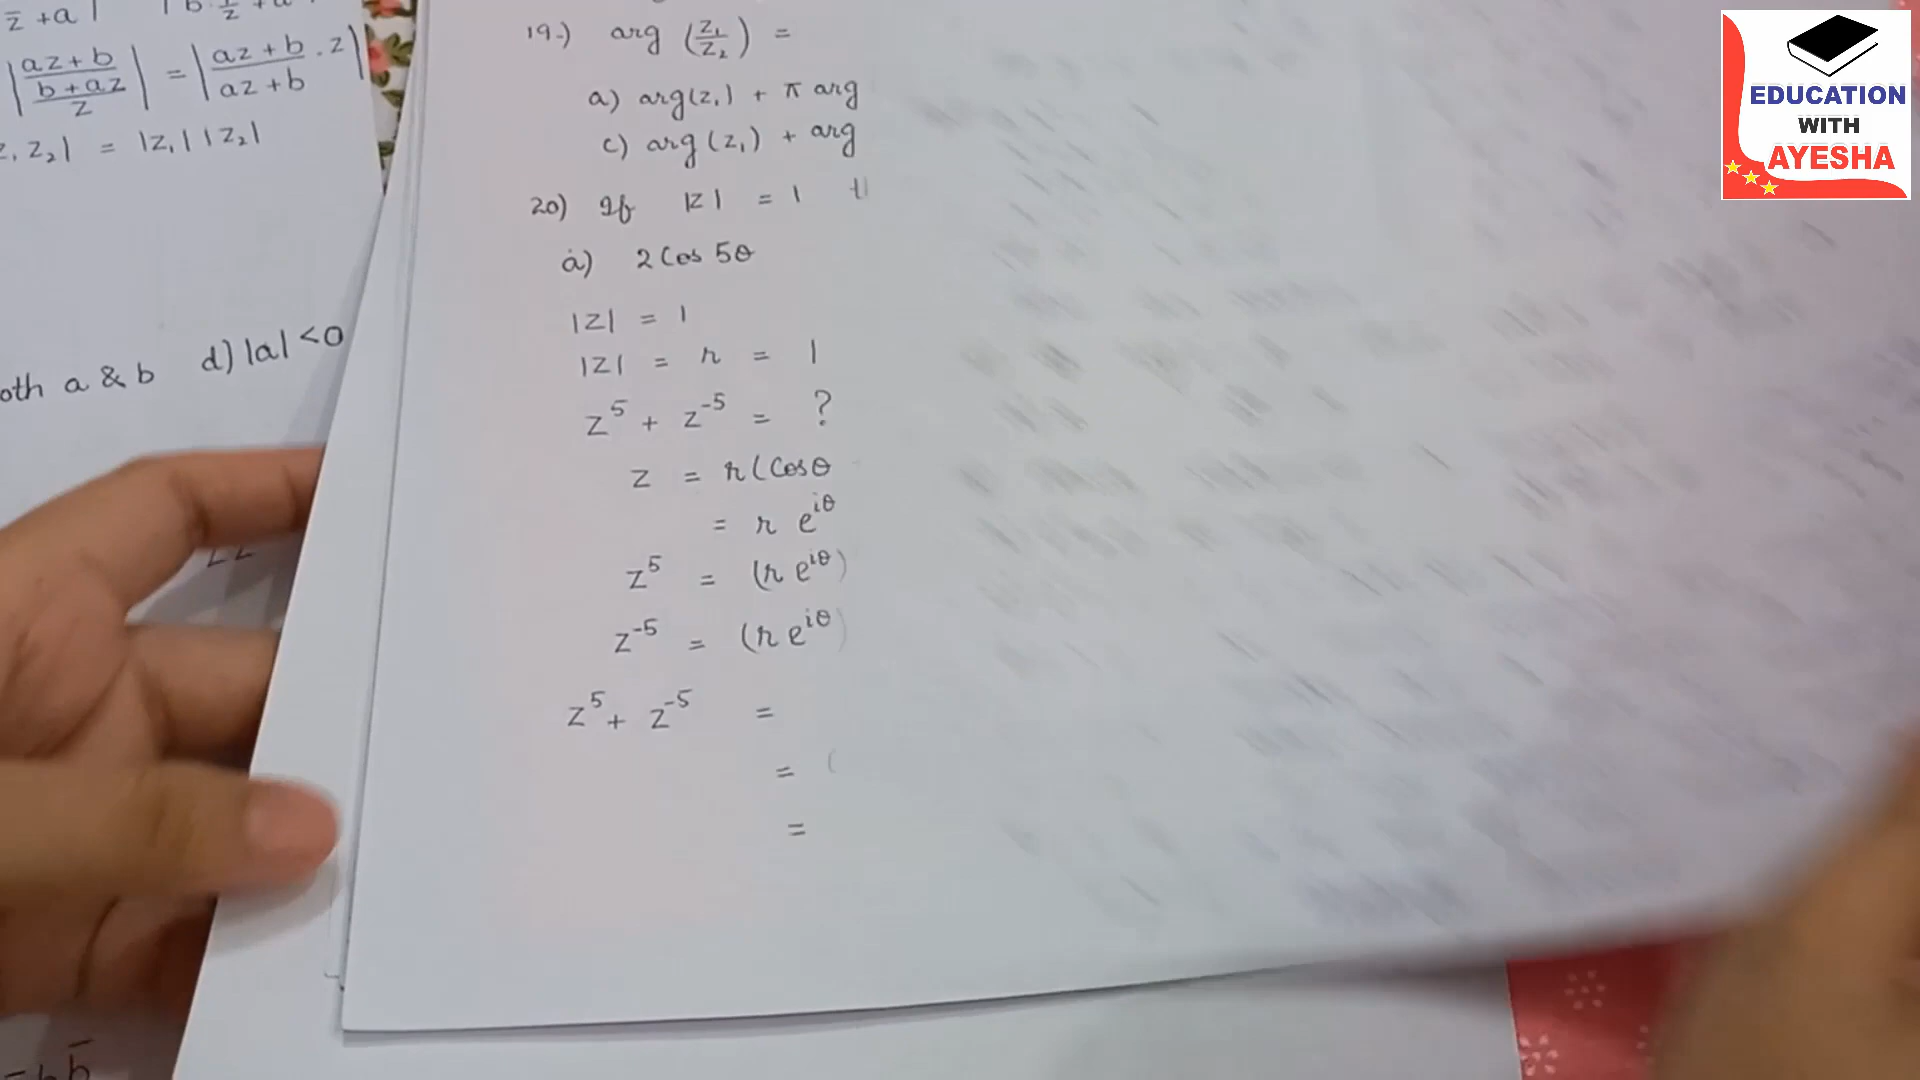 z̄ + a |
| az + b / b + az / z | = | az + b / az + b . z |
z₁ z₂ | = |z₁| |z₂|
oth a & b d) |a| < 0
b̄
19.) arg (z₁/z₂) =
a) arg(z₁) + π arg
c) arg (z₁) + arg
20) If |z| = 1
a) 2 Cos 5θ
|z| = 1
|z| = r = 1
z⁵ + z⁻⁵ = ?
z = r (Cosθ
= r e^iθ
z⁵ = (r e^iθ)
z⁻⁵ = (r e^iθ)
z⁵ + z⁻⁵ =
= (
=
EDUCATION
WITH
AYESHA